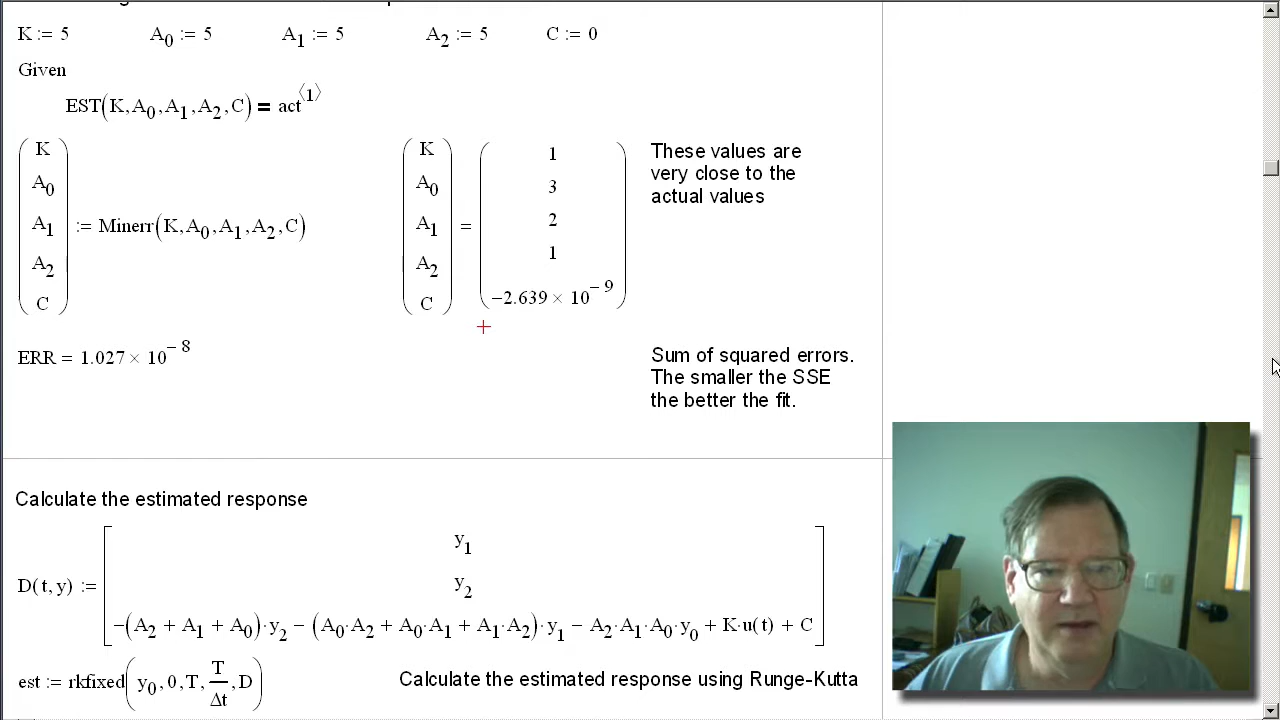 K := 5 A0 := 5 A1 := 5 A2 := 5 C := 0
Given
EST(K,A0,A1,A2,C) = act⟨1⟩
(K A0 A1 A2 C) := Minerr(K,A0,A1,A2,C)
(K A0 A1 A2 C) = (1 3 2 1 −2.639 × 10^−9)
These values are
very close to the
actual values
ERR = 1.027 × 10^−8
Sum of squared errors.
The smaller the SSE
the better the fit.
Calculate the estimated response
D(t,y) := [
y1
y2
−(A2 + A1 + A0)·y2 − (A0·A2 + A0·A1 + A1·A2)·y1 − A2·A1·A0·y0 + K·u(t) + C ]
est := rkfixed(y0, 0, T, T/Δt, D)
Calculate the estimated response using Runge-Kutta